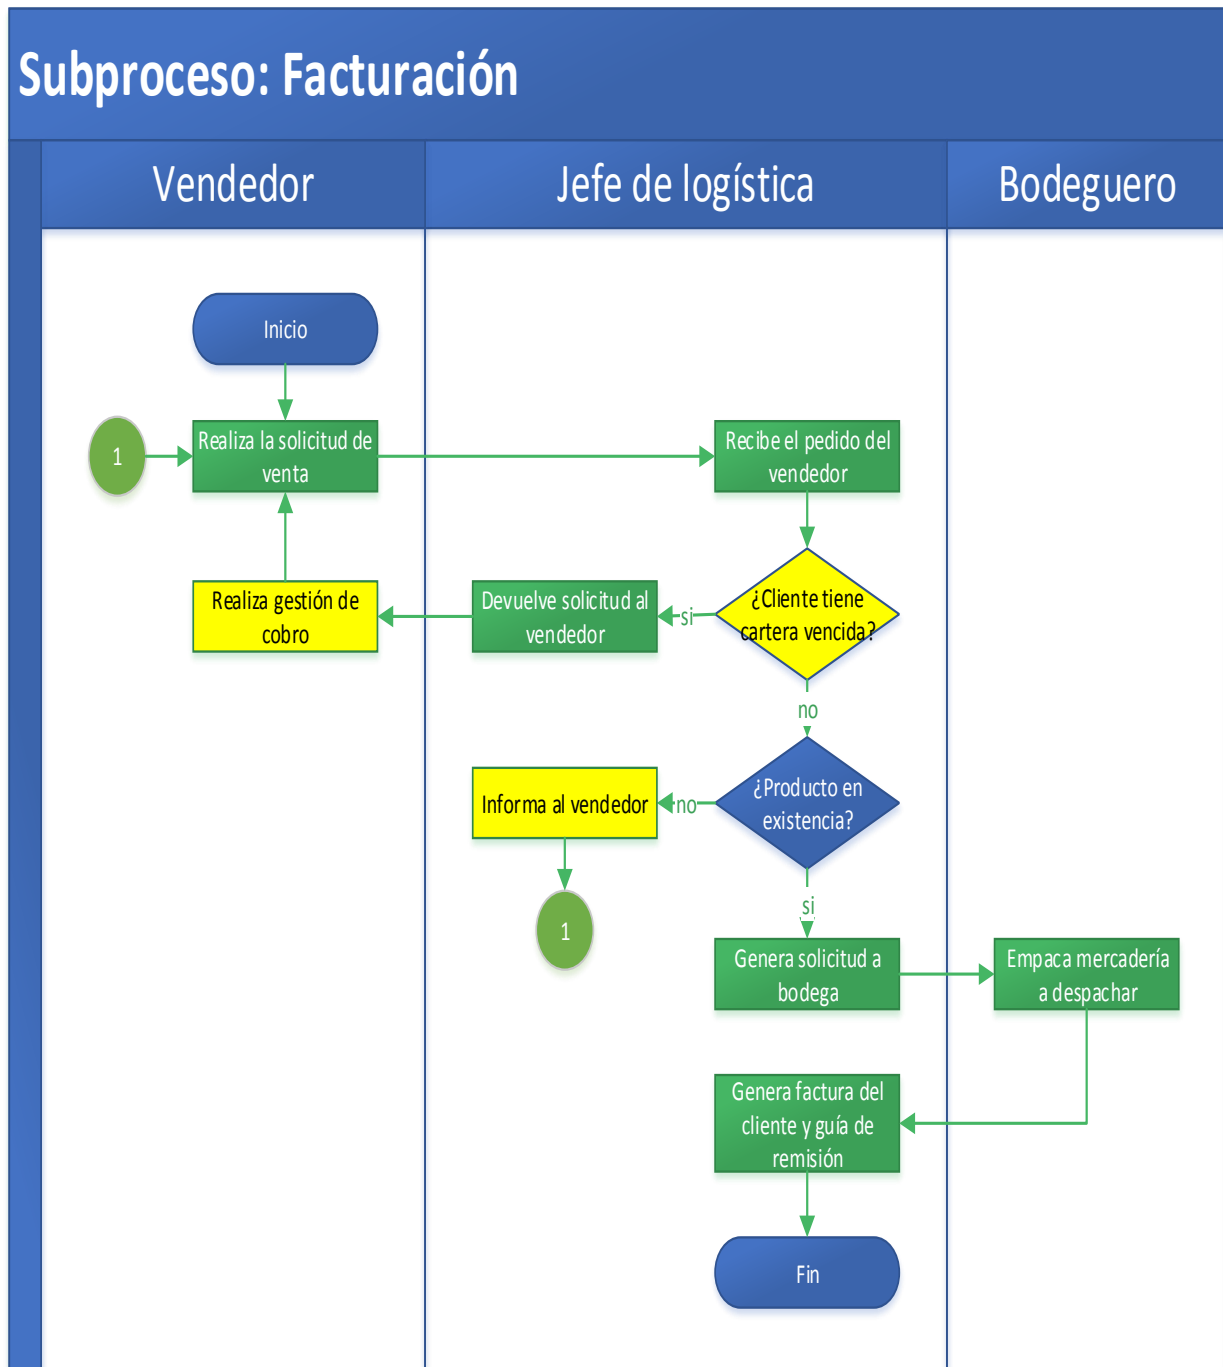 Subproceso: Facturación
Vendedor
Jefe de logística
Bodeguero
Inicio
1
Realiza la solicitud de
venta
Recibe el pedido del
vendedor
Realiza gestión de
cobro
Devuelve solicitud al
vendedor
si
¿Cliente tiene
cartera vencida?
no
Informa al vendedor
no
¿Producto en
existencia?
1
si
Genera solicitud a
bodega
Empaca mercadería
a despachar
Genera factura del
cliente y guía de
remisión
Fin